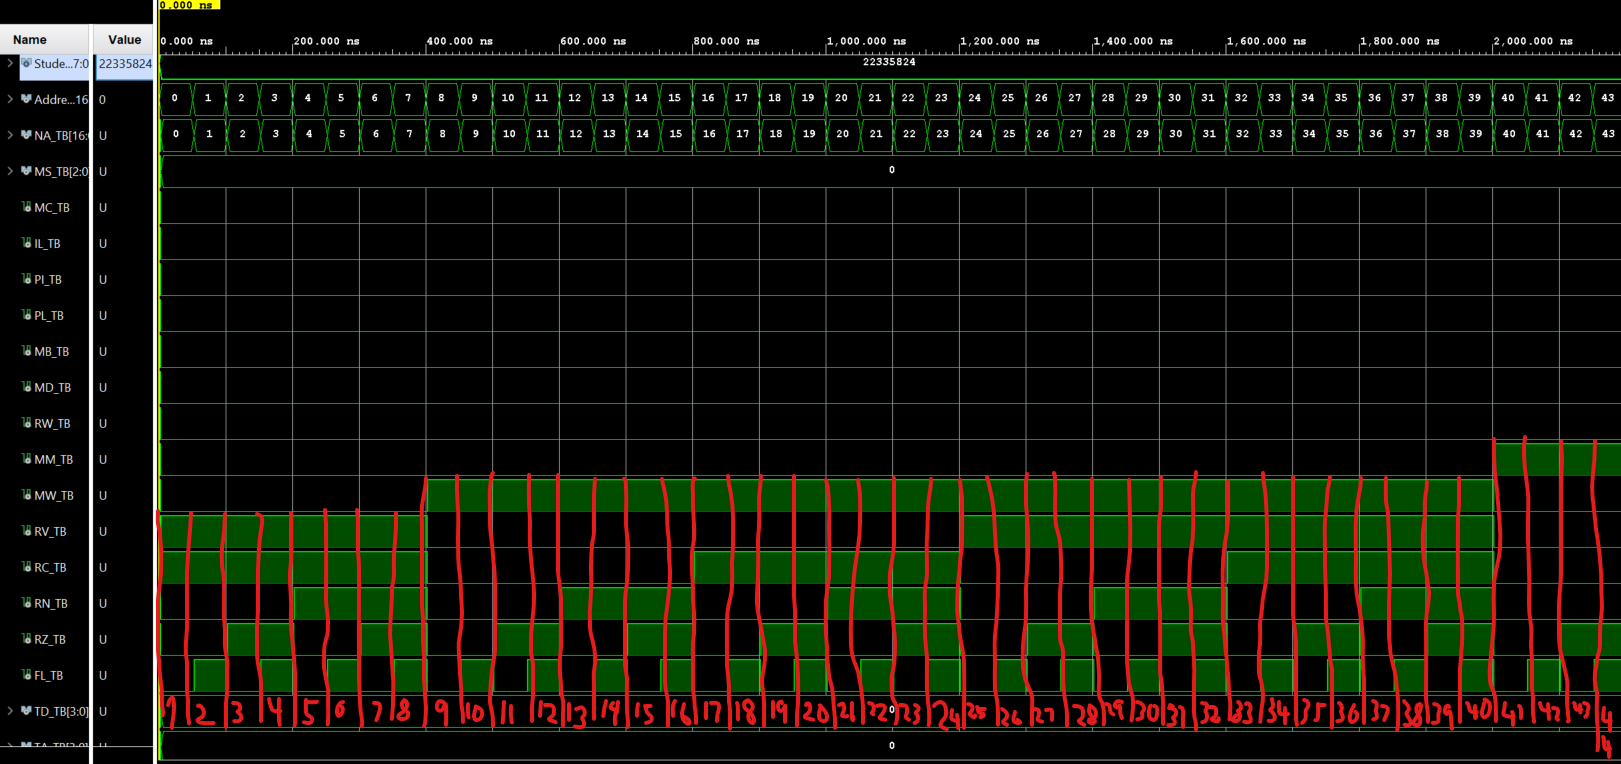 0.000 ns
Name Value
0.000 ns 200.000 ns 400.000 ns 600.000 ns 800.000 ns 1,000.000 ns 1,200.000 ns 1,400.000 ns 1,600.000 ns 1,800.000 ns 2,000.000 ns
Stude...7:0 22335824 22335824
Addre...16 0 0 1 2 3 4 5 6 7 8 9 10 11 12 13 14 15 16 17 18 19 20 21 22 23 24 25 26 27 28 29 30 31 32 33 34 35 36 37 38 39 40 41 42 43
NA_TB[16: U 0 1 2 3 4 5 6 7 8 9 10 11 12 13 14 15 16 17 18 19 20 21 22 23 24 25 26 27 28 29 30 31 32 33 34 35 36 37 38 39 40 41 42 43
MS_TB[2:0 U 0
MC_TB U
IL_TB U
PI_TB U
PL_TB U
MB_TB U
MD_TB U
RW_TB U
MM_TB U
MW_TB U
RV_TB U
RC_TB U
RN_TB U
RZ_TB U
FL_TB U
TD_TB[3:0] U 0
1 2 3 4 5 6 7 8 9 10 11 12 13 14 15 16 17 18 19 20 21 22 23 24 25 26 27 28 29 30 31 32 33 34 35 36 37 38 39 40 41 42 43 44
0